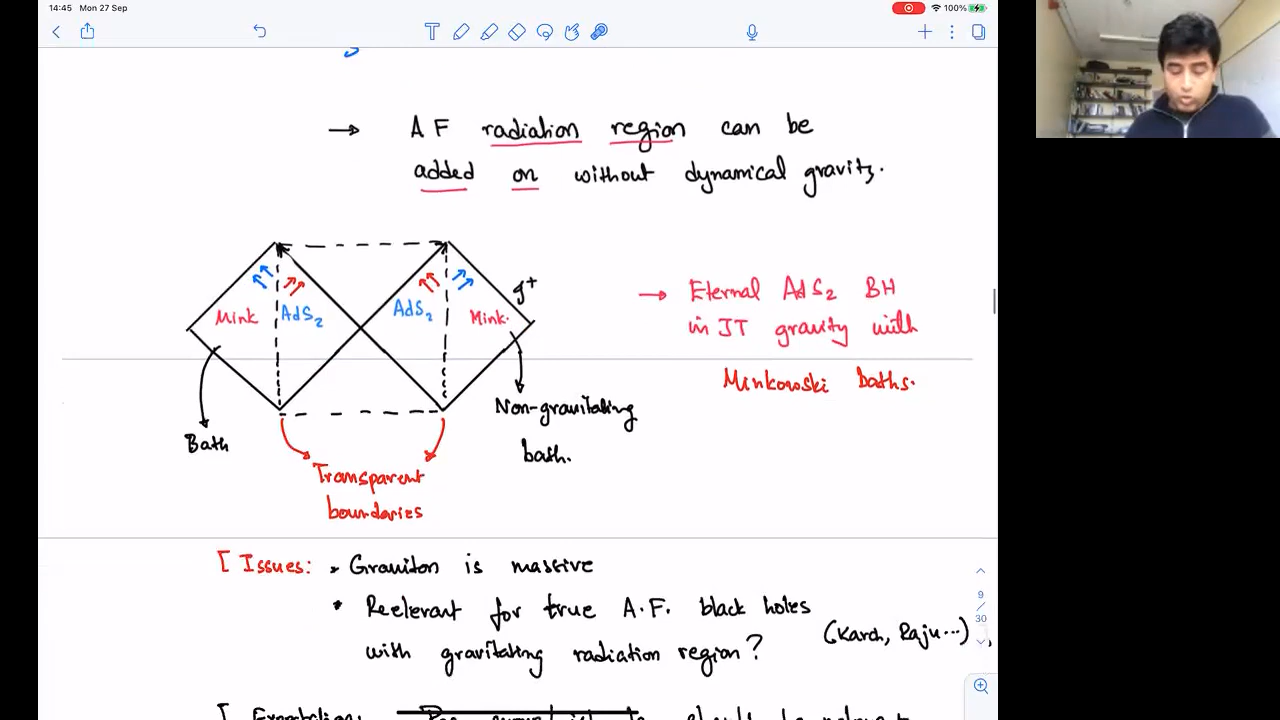 14:45 Mon 27 Sep
100%
→ AF radiation region can be
added on without dynamical gravity.
g+
Mink AdS2 AdS2 Mink.
→ Eternal AdS2 BH
in JT gravity with
Minkowski baths.
Non-gravitating
bath.
Bath
Transparent
boundaries
[ Issues: • Graviton is massive
• Reelevant for true A.F. black holes
with gravitating radiation region? (Karch, Raju...)
9
/
30